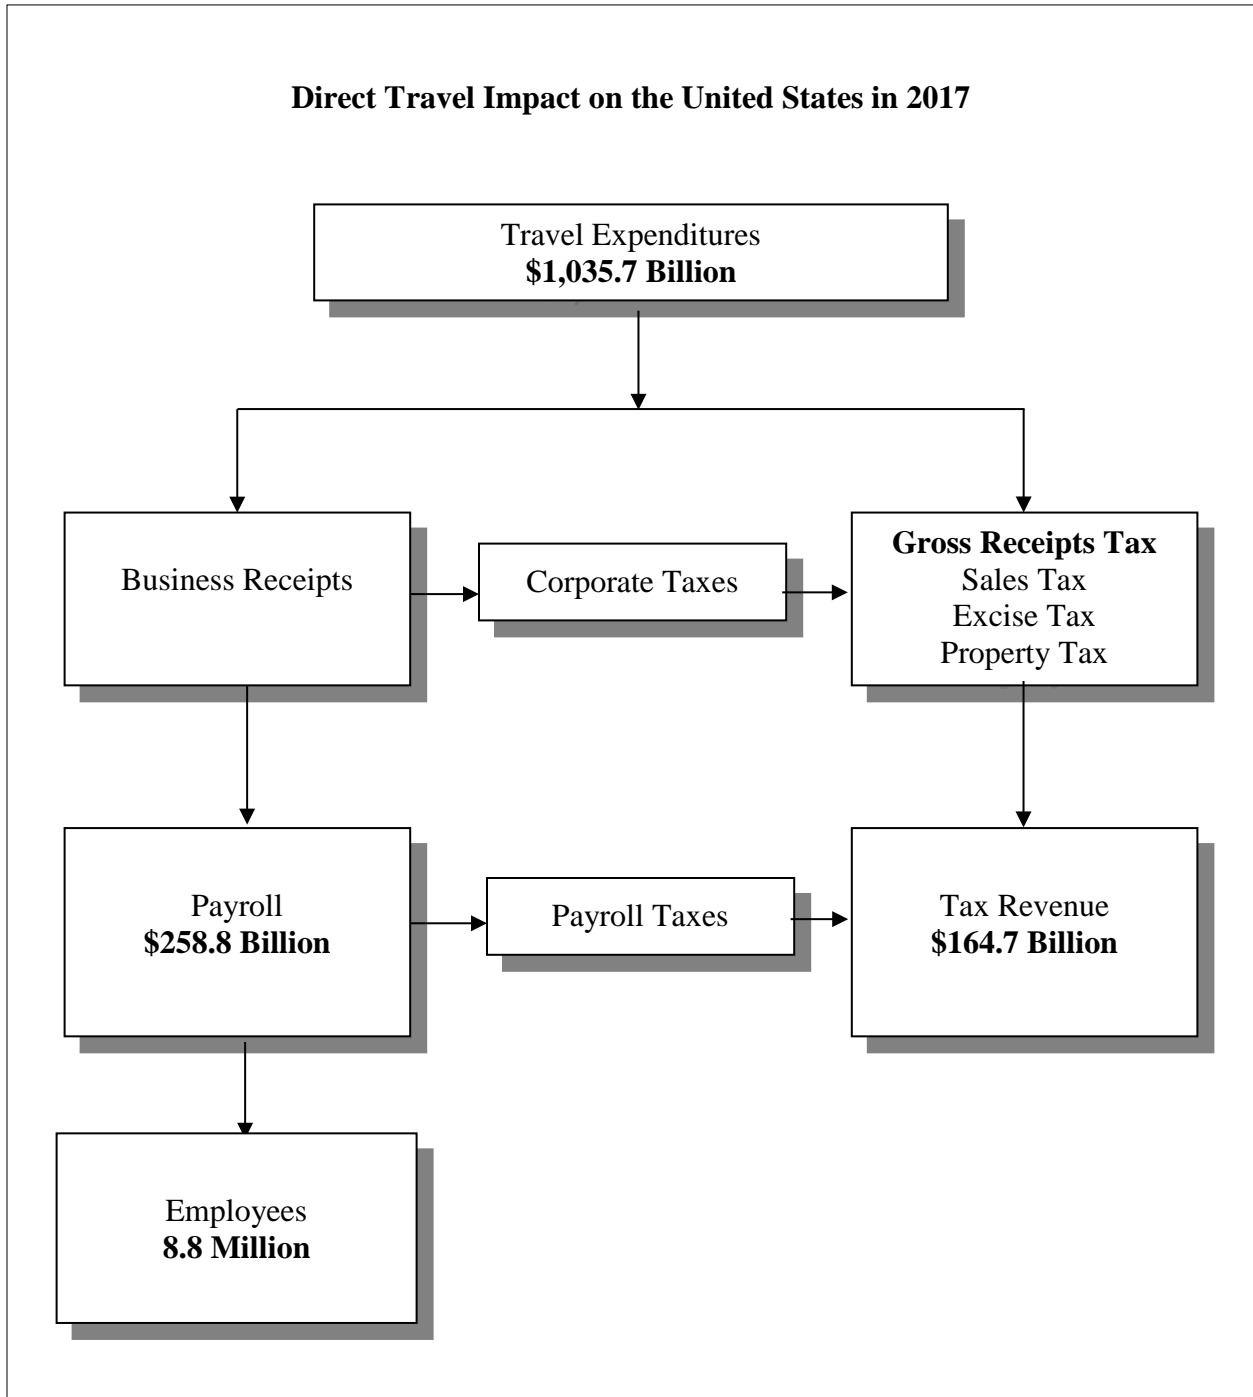 Direct Travel Impact on the United States in 2017
Travel Expenditures
$1,035.7 Billion
Business Receipts
Corporate Taxes
Gross Receipts Tax
Sales Tax
Excise Tax
Property Tax
Payroll
$258.8 Billion
Payroll Taxes
Tax Revenue
$164.7 Billion
Employees
8.8 Million